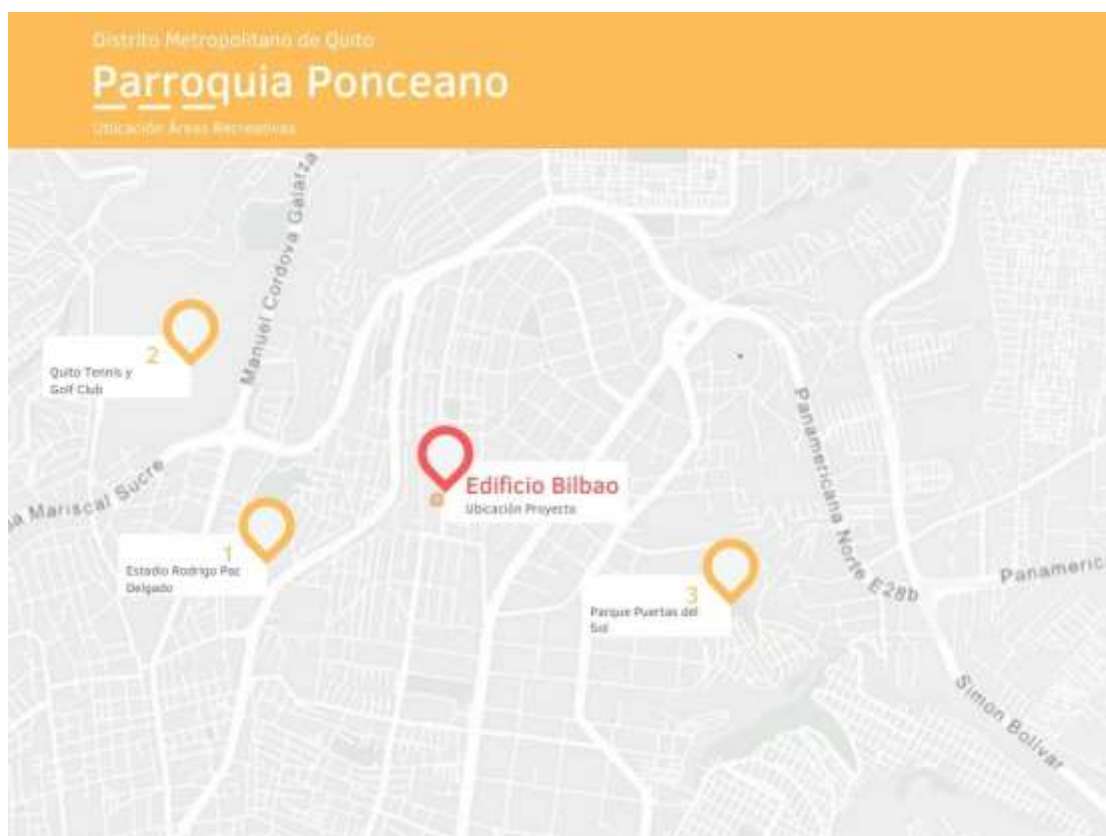 Distrito Metropolitano de Quito
Parroquia Ponceano
Ubicación Áreas Recreativas
Manuel Cordova Galarza
2
Quito Tennis y
Golf Club
Mariscal Sucre
Edificio Bilbao
Ubicación Proyecto
1
Estadio Rodrigo Paz
Delgado
3
Parque Puertas del
Sol
Panamericana Norte E28b
Panameric
Simon Bolivar